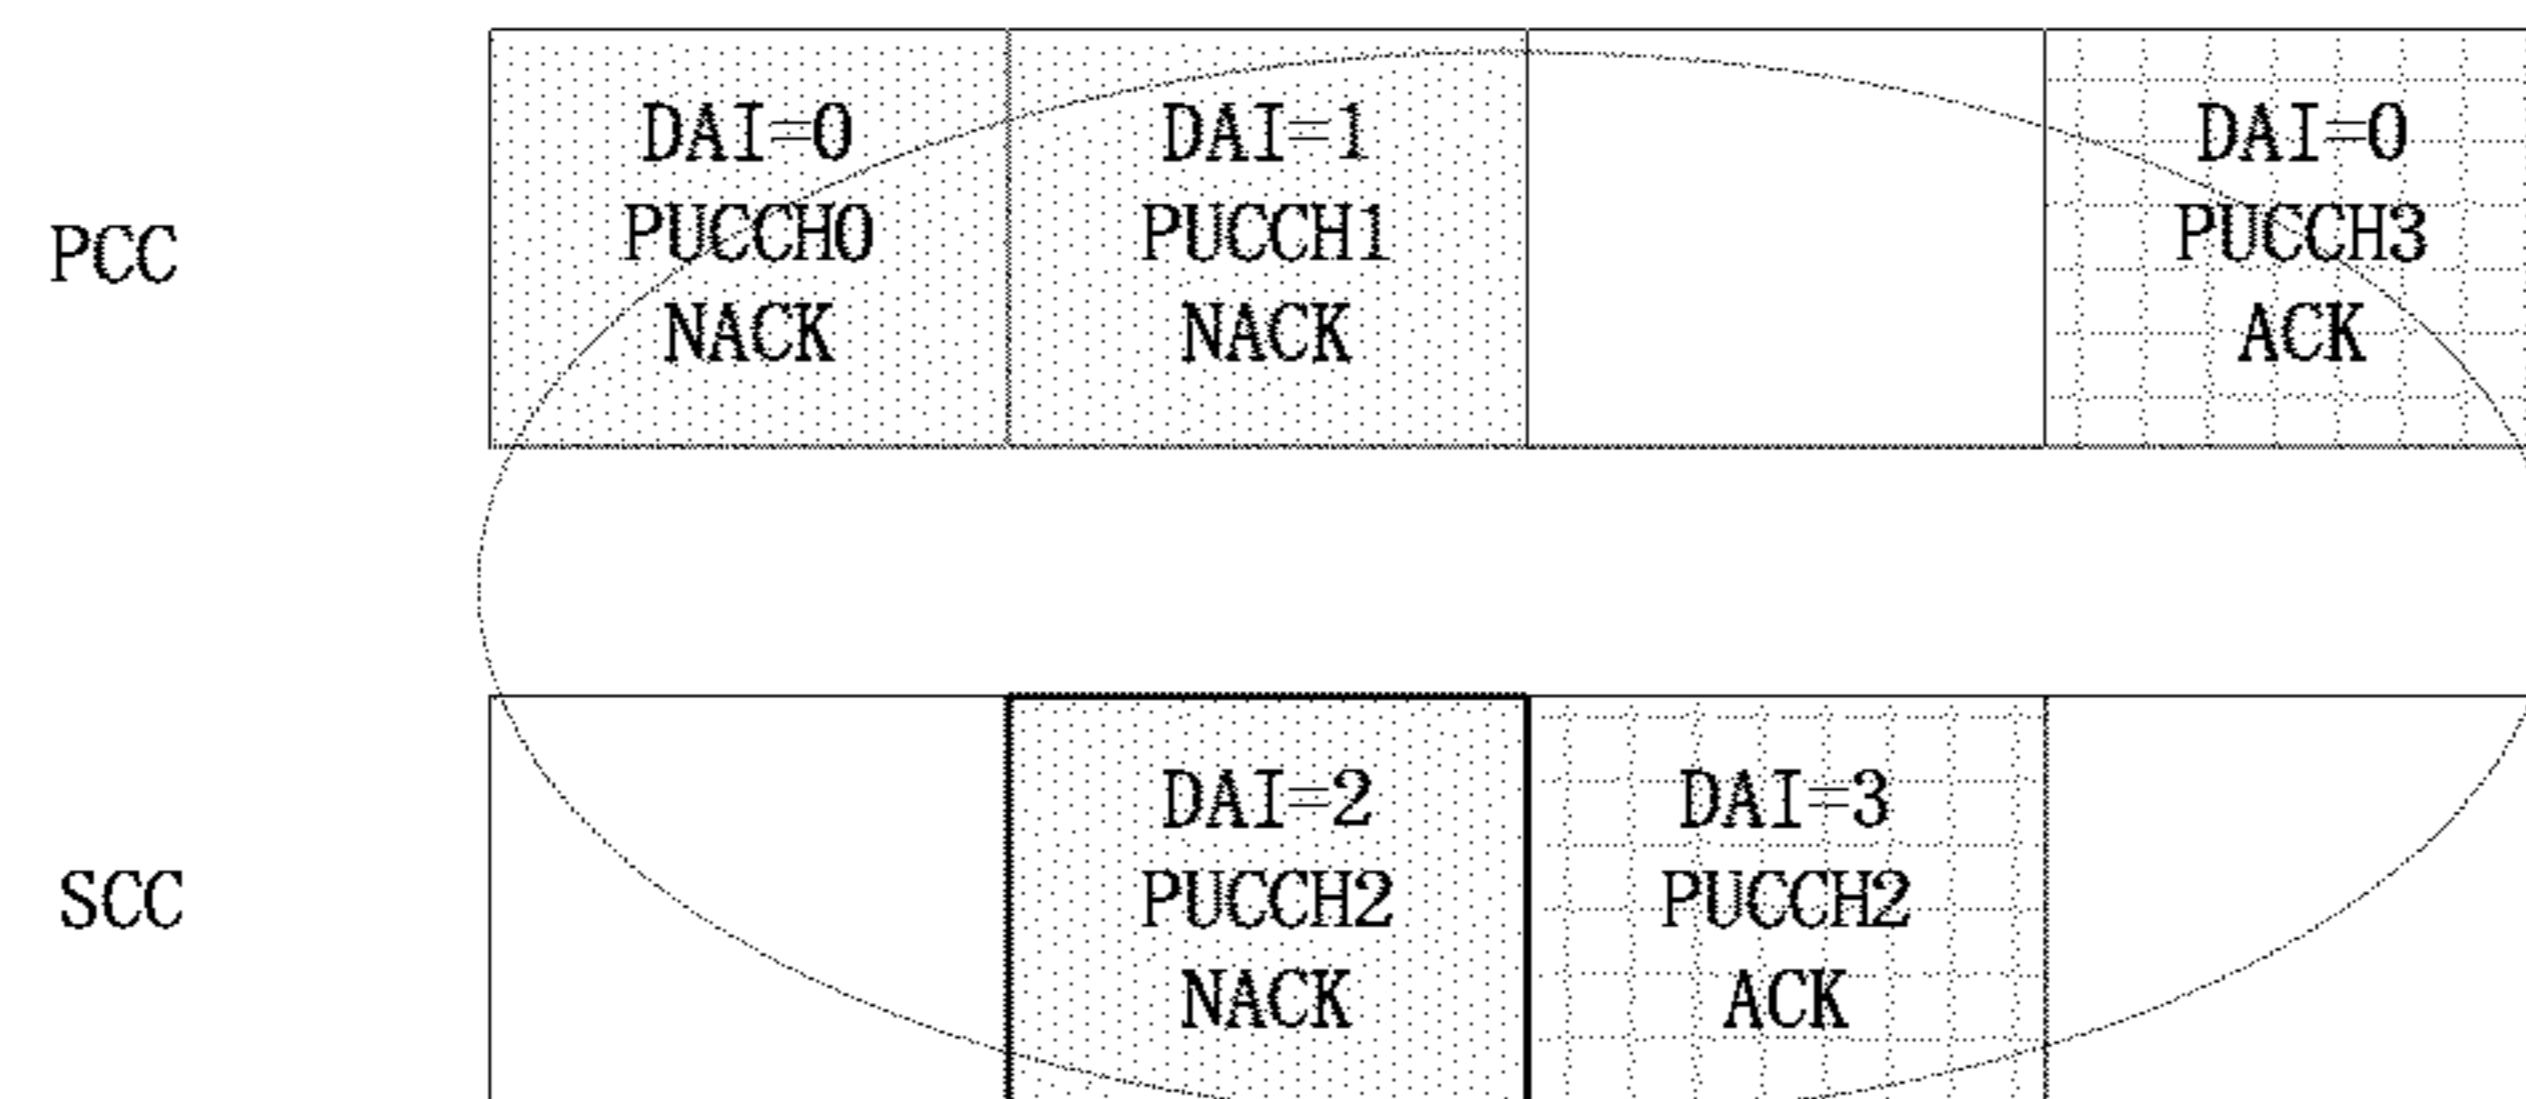 PCC
DAI=0
PUCCH0
NACK
DAI=1
PUCCH1
NACK
DAI=0
PUCCH3
ACK
SCC
DAI=2
PUCCH2
NACK
DAI=3
PUCCH2
ACK